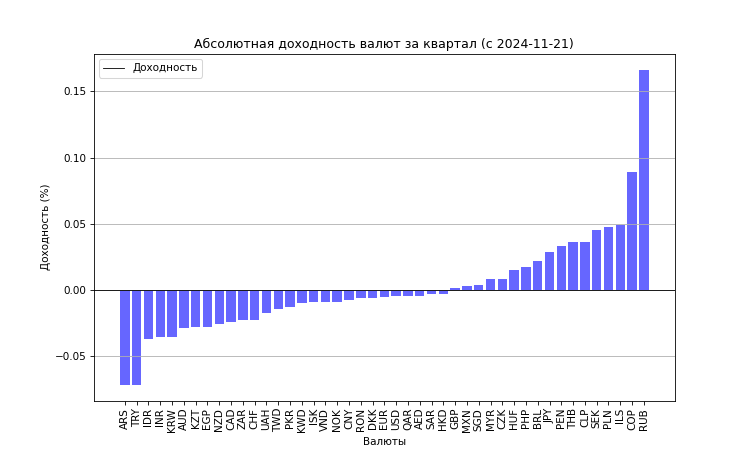 Абсолютная доходность валют за квартал (с 2024-11-21)
Доходность
Доходность (%)
0.15
0.10
0.05
0.00
−0.05
ARS TRY IDR INR KRW AUD KZT EGP NZD CAD ZAR CHF UAH TWD PKR KWD ISK VND NOK CNY RON DKK EUR USD QAR AED SAR HKD GBP MXN SGD MYR CZK HUF PHP BRL JPY PEN THB CLP SEK PLN ILS COP RUB
Валюты